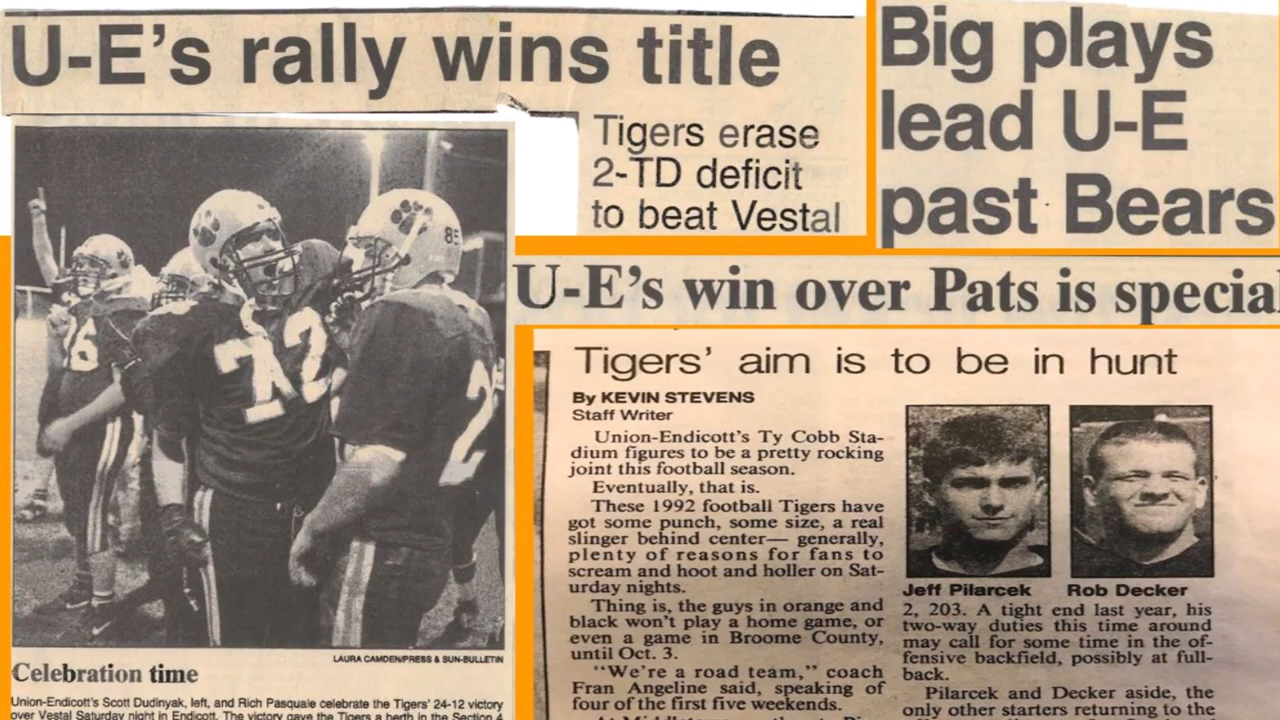 U-E's rally wins title
Tigers erase
2-TD deficit
to beat Vestal
Big plays
lead U-E
past Bears
U-E's win over Pats is special
85
76
72
2
LAURA CAMDEN/PRESS & SUN-BULLETIN
Celebration time
Union-Endicott's Scott Dudinyak, left, and Rich Pasquale celebrate the Tigers' 24-12 victory
over Vestal Saturday night in Endicott. The victory gave the Tigers a berth in the Section 4
Tigers' aim is to be in hunt
By KEVIN STEVENS
Staff Writer
Union-Endicott's Ty Cobb Sta-
dium figures to be a pretty rocking
joint this football season.
Eventually, that is.
These 1992 football Tigers have
got some punch, some size, a real
slinger behind center— generally,
plenty of reasons for fans to
scream and hoot and holler on Sat-
urday nights.
Thing is, the guys in orange and
black won't play a home game, or
even a game in Broome County,
until Oct. 3.
"We're a road team," coach
Fran Angeline said, speaking of
four of the first five weekends.
Jeff Pilarcek
Rob Decker
2, 203. A tight end last year, his
two-way duties this time around
may call for some time in the of-
fensive backfield, possibly at full-
back.
Pilarcek and Decker aside, the
only other starters returning to the